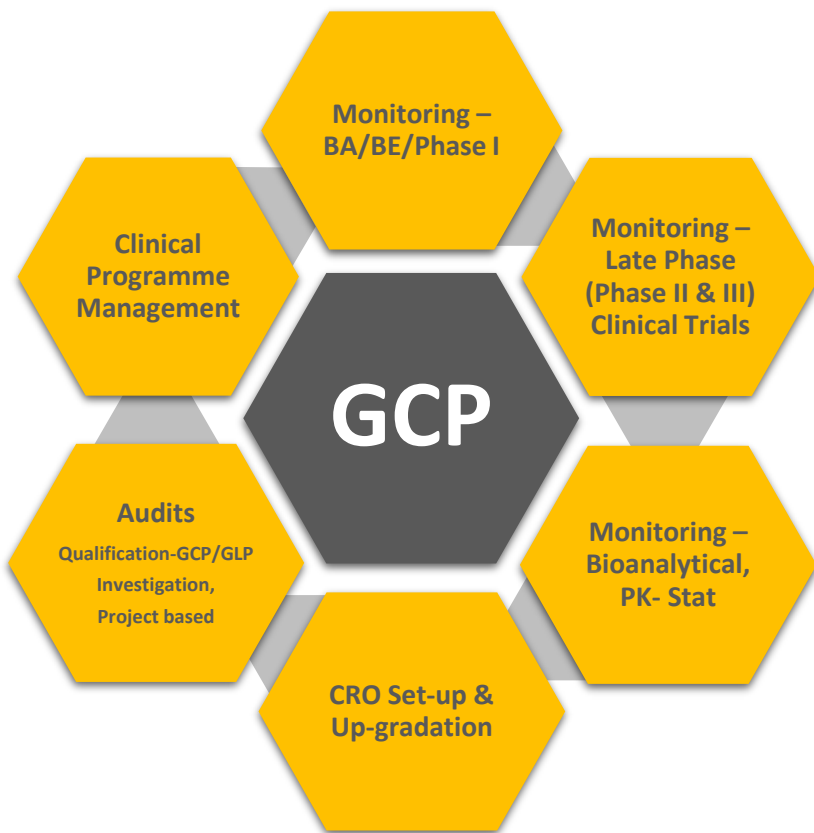 Monitoring –
BA/BE/Phase I
Monitoring –
Late Phase
(Phase II & III)
Clinical Trials
Monitoring –
Bioanalytical,
PK- Stat
CRO Set-up &
Up-gradation
Audits
Qualification-GCP/GLP
Investigation,
Project based
Clinical
Programme
Management
GCP